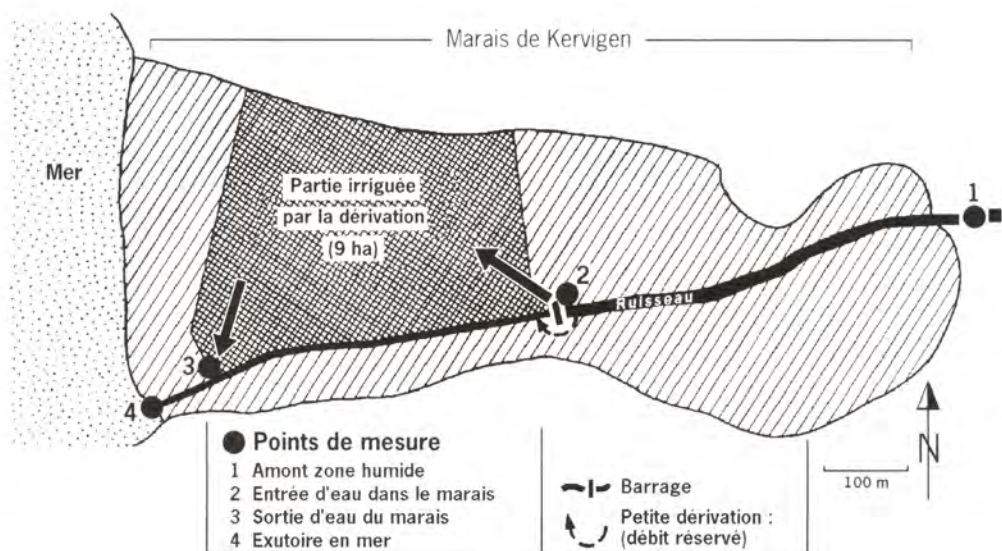 Marais de Kervigen
Mer
Partie irriguée
par la dérivation
(9 ha)
1
2
Ruisseau
3
4
N
100 m
Points de mesure
1 Amont zone humide
2 Entrée d'eau dans le marais
3 Sortie d'eau du marais
4 Exutoire en mer
Barrage
Petite dérivation :
(débit réservé)